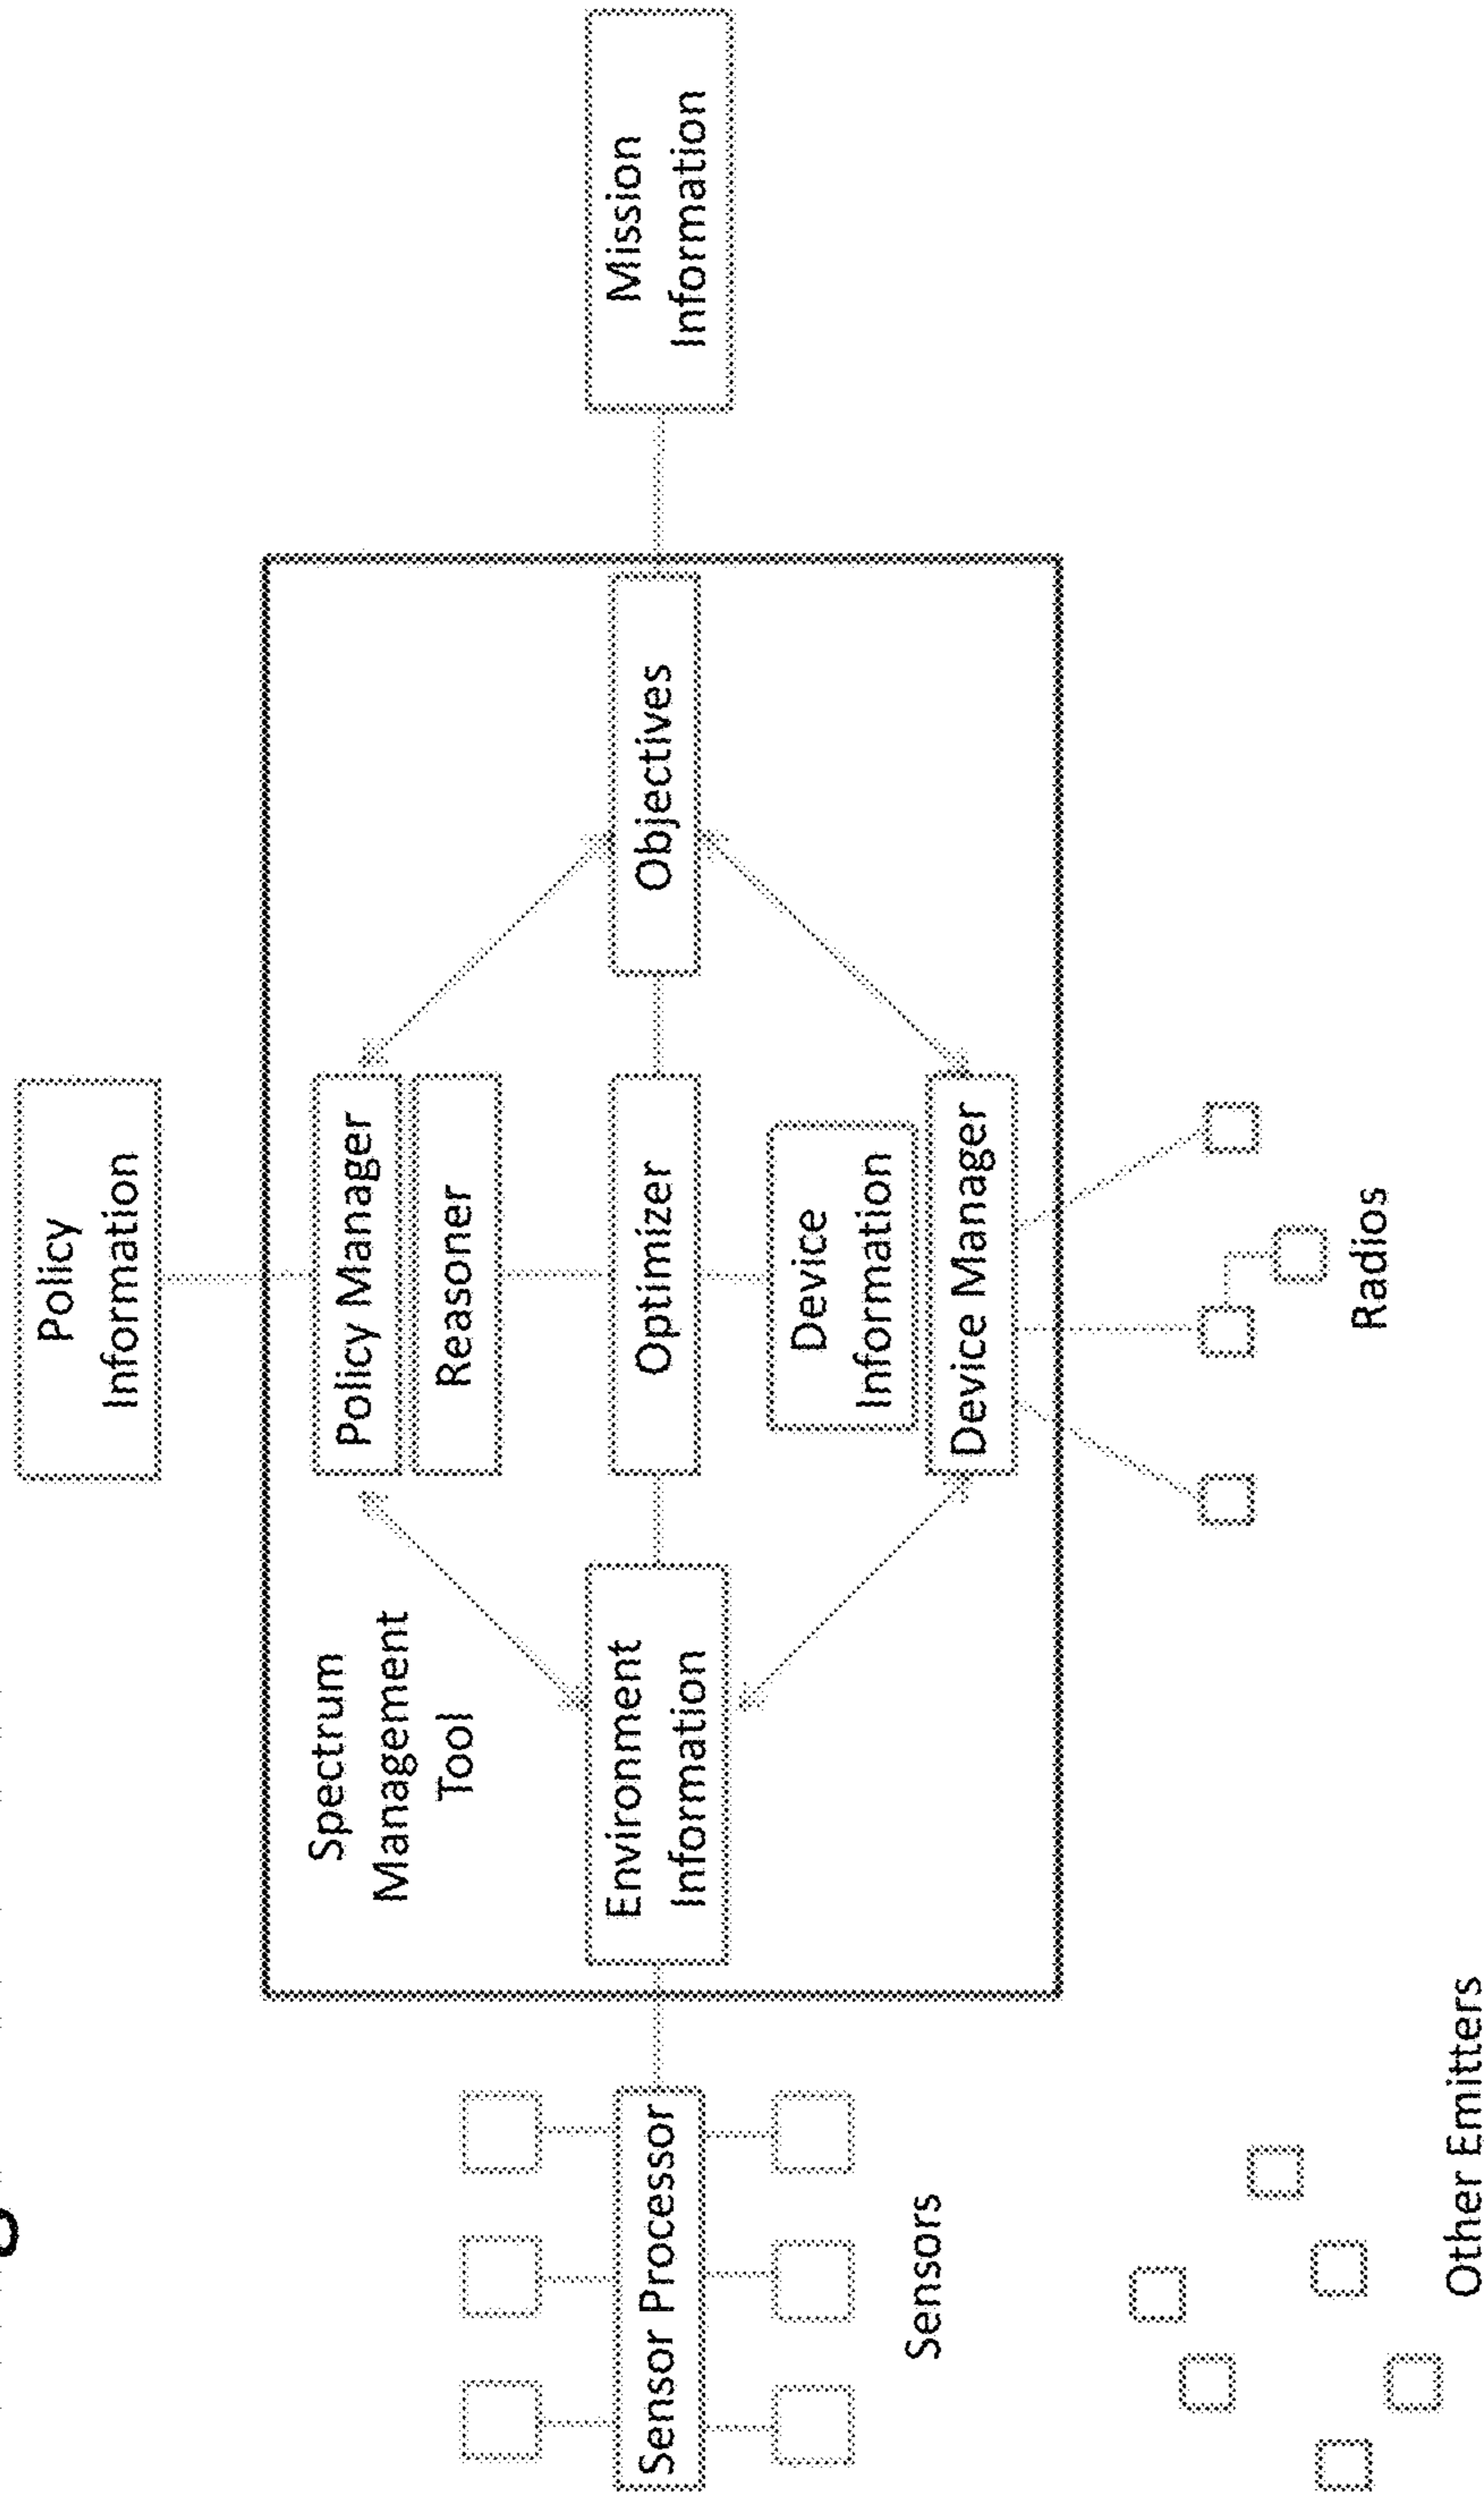 Policy
Information
Spectrum
Management
Tool
Policy Manager
Reasoner
Sensor Processor
Environment
Information
Optimizer
Objectives
Mission
Information
Device
Information
Device Manager
Sensors
Radios
Other Emitters